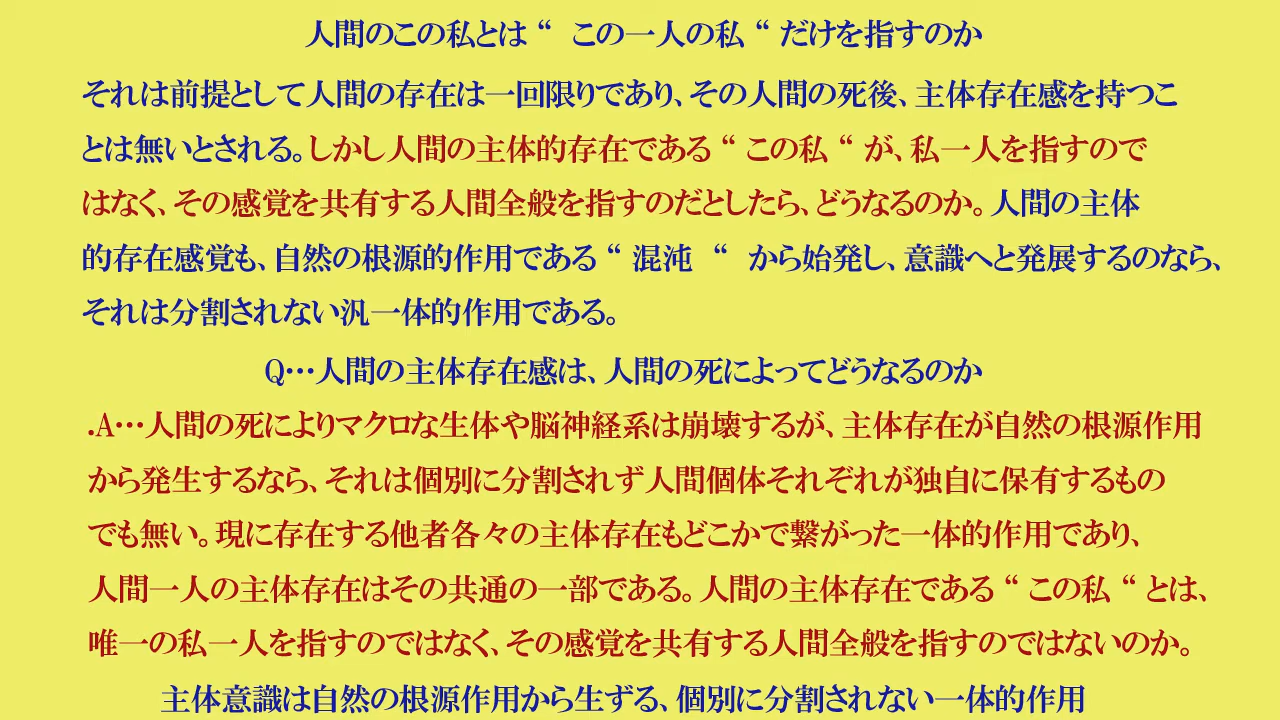 人間のこの私とは“ この一人の私“だけを指すのか
それは前提として人間の存在は一回限りであり、その人間の死後、主体存在感を持つこ
とは無いとされる。しかし人間の主体的存在である“ この私 “ が、私一人を指すので
はなく、その感覚を共有する人間全般を指すのだとしたら、どうなるのか。人間の主体
的存在感覚も、自然の根源的作用である“ 混沌 “ から始発し、意識へと発展するのなら、
それは分割されない汎一体的作用である。
Q…人間の主体存在感は、人間の死によってどうなるのか
.A…人間の死によりマクロな生体や脳神経系は崩壊するが、主体存在が自然の根源作用
から発生するなら、それは個別に分割されず人間個体それぞれが独自に保有するもの
でも無い。現に存在する他者各々の主体存在もどこかで繋がった一体的作用であり、
人間一人の主体存在はその共通の一部である。人間の主体存在である“ この私 “ とは、
唯一の私一人を指すのではなく、その感覚を共有する人間全般を指すのではないのか。
主体意識は自然の根源作用から生ずる、個別に分割されない一体的作用